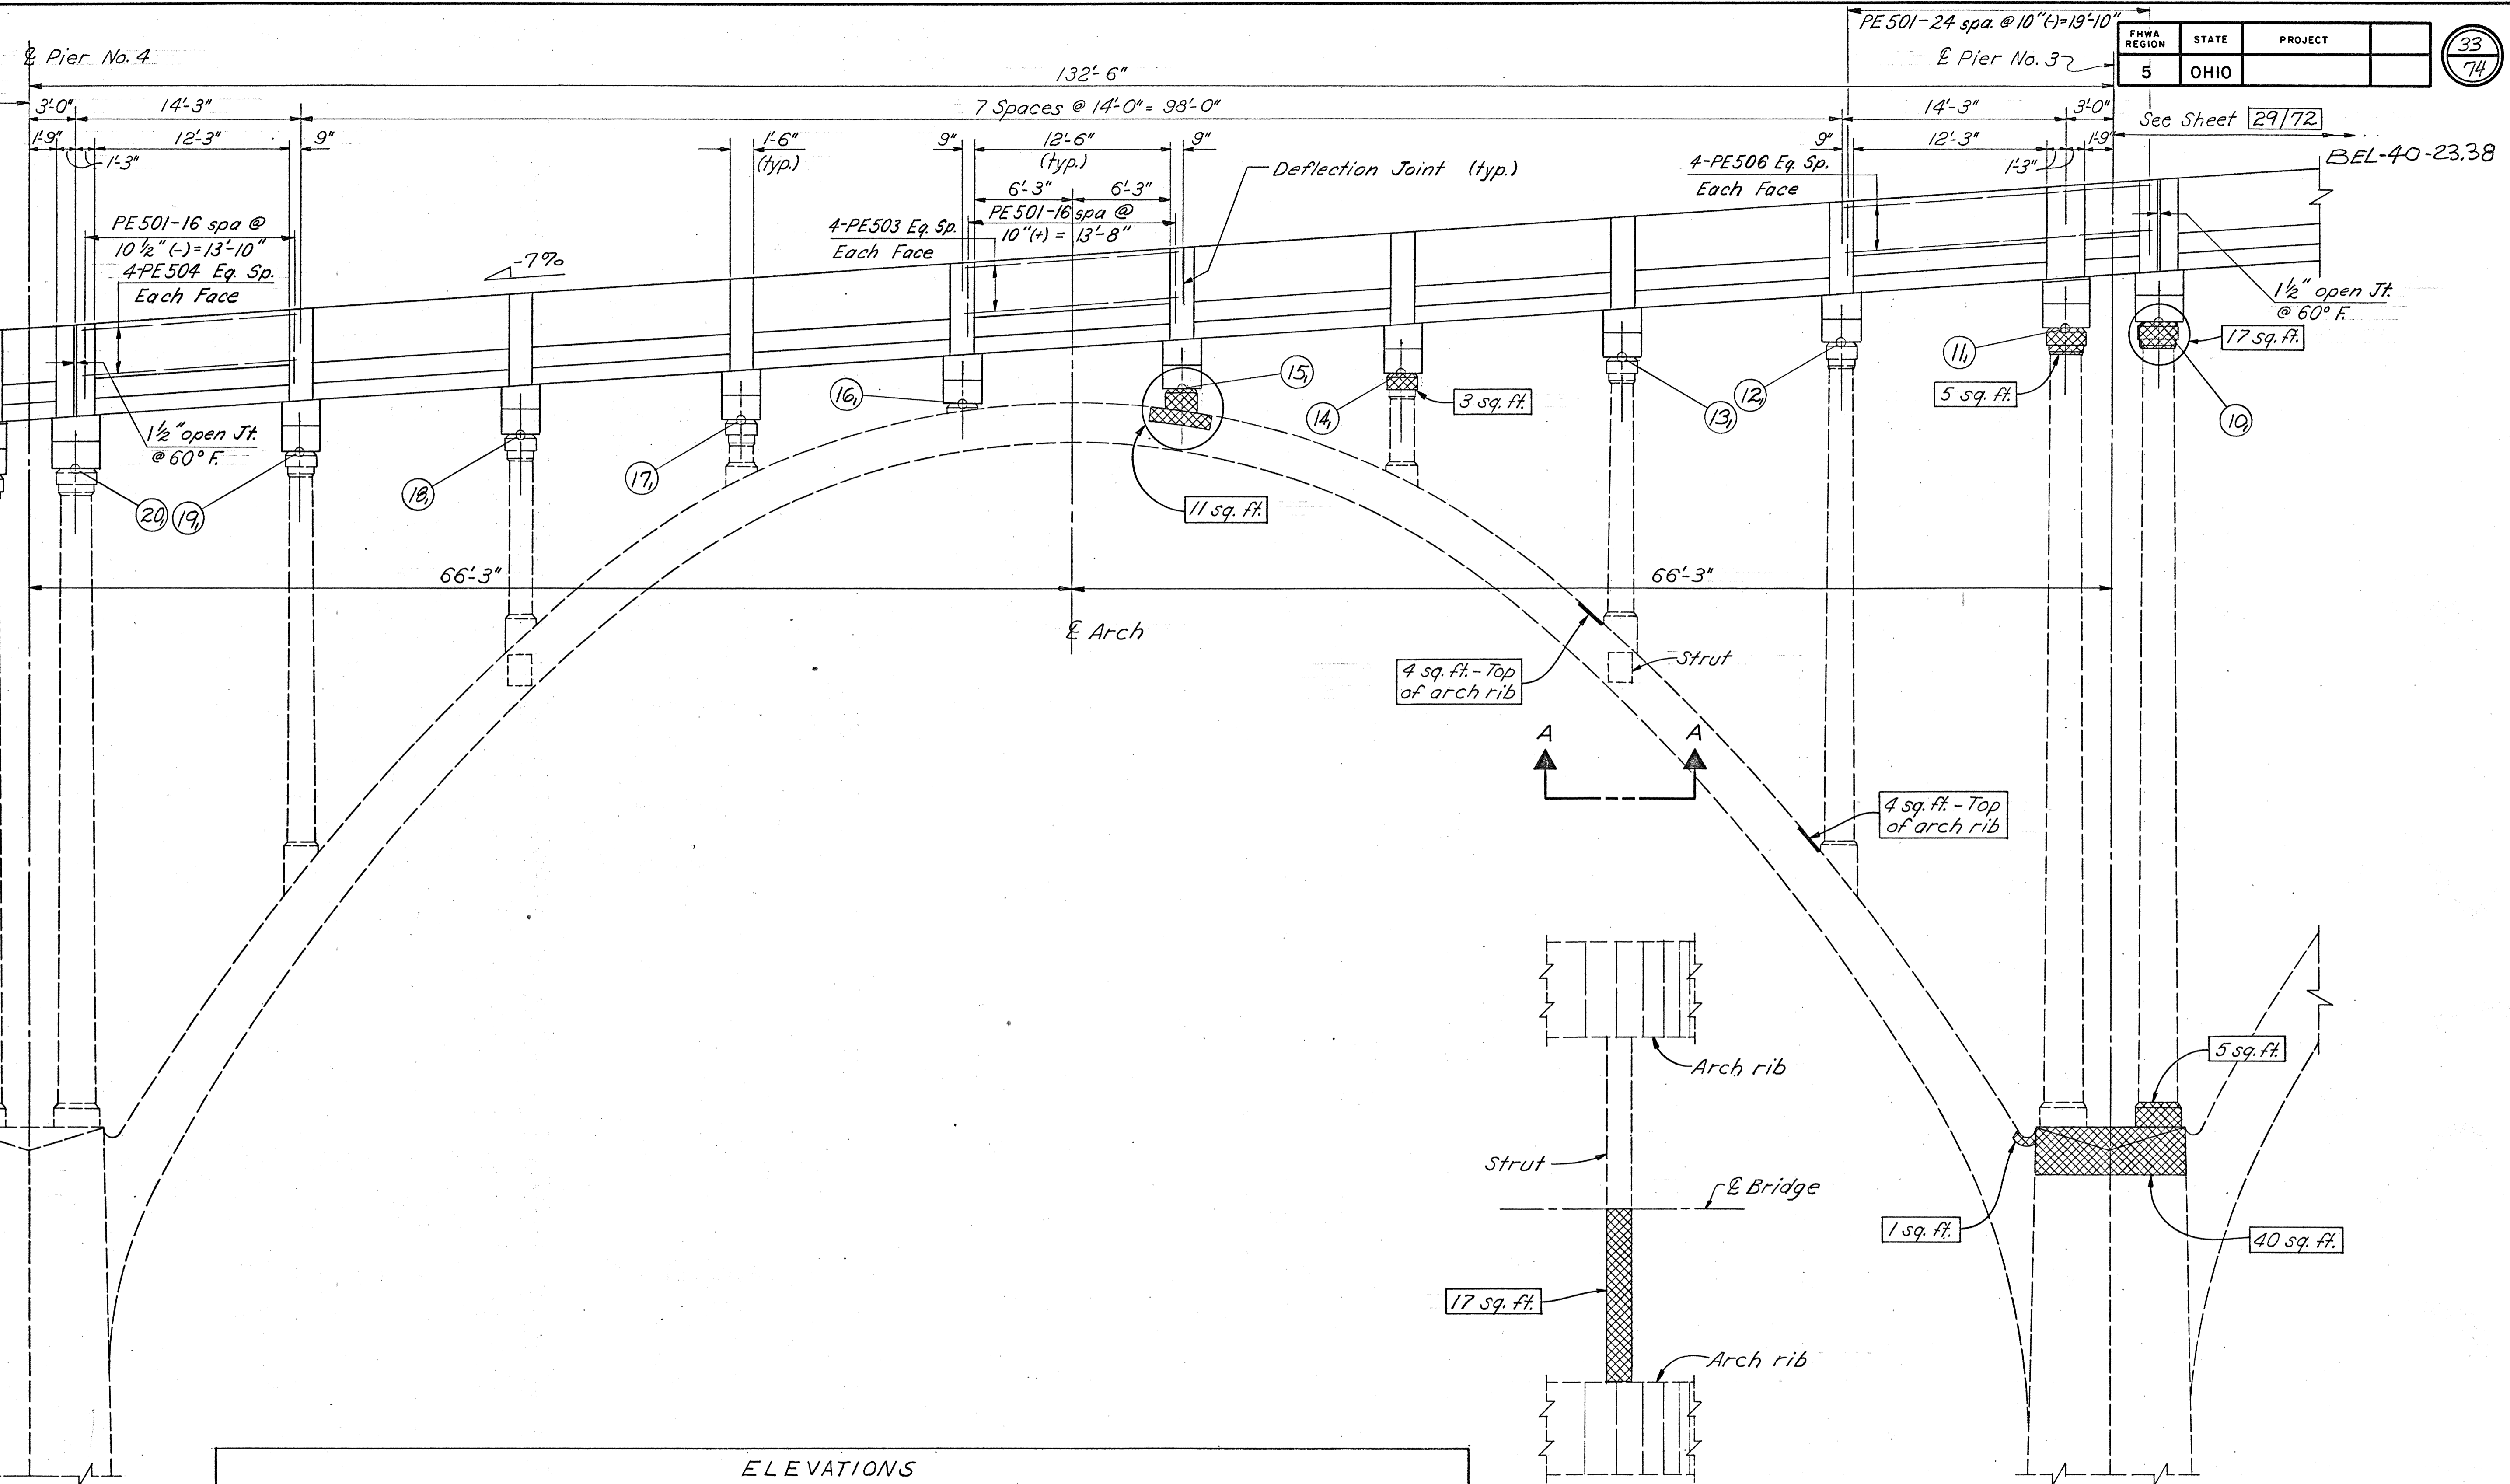 PE 501-24 spa. @ 10"(-)=19'-10"
FHWA REGION STATE PROJECT
5 OHIO
33
74
℄ Pier No. 4
℄ Pier No. 3
132'-6"
3'-0" 14'-3" 7 Spaces @ 14'-0" = 98'-0" 14'-3" 3'-0"
See Sheet 29/72
BEL-40-23.38
1'-9" 1'-3" 12'-3" 9"
1'-6"
(typ.)
9" 12'-6" 9"
(typ.)
6'-3" 6'-3"
9" 12'-3" 1'-3" 1'-9"
Deflection Joint (typ.)
4-PE506 Eq. Sp.
Each Face
PE501-16 spa @
10 1/2" (-) = 13'-10"
4-PE504 Eq. Sp.
Each Face
-7%
4-PE503 Eq. Sp.
Each Face
PE501-16 spa @
10"(+) = 13'-8"
1 1/2" open Jt.
@ 60° F.
17 sq. ft.
10,
11,
5 sq. ft.
12,
13,
3 sq. ft.
14,
15,
11 sq. ft.
16,
17,
18,
19,
20,
1 1/2" open Jt.
@ 60° F.
66'-3" 66'-3"
℄ Arch
4 sq. ft. - Top
of arch rib
Strut
A A
4 sq. ft. - Top
of arch rib
Arch rib
Strut
℄ Bridge
17 sq. ft.
Arch rib
5 sq. ft.
1 sq. ft.
40 sq. ft.
ELEVATIONS